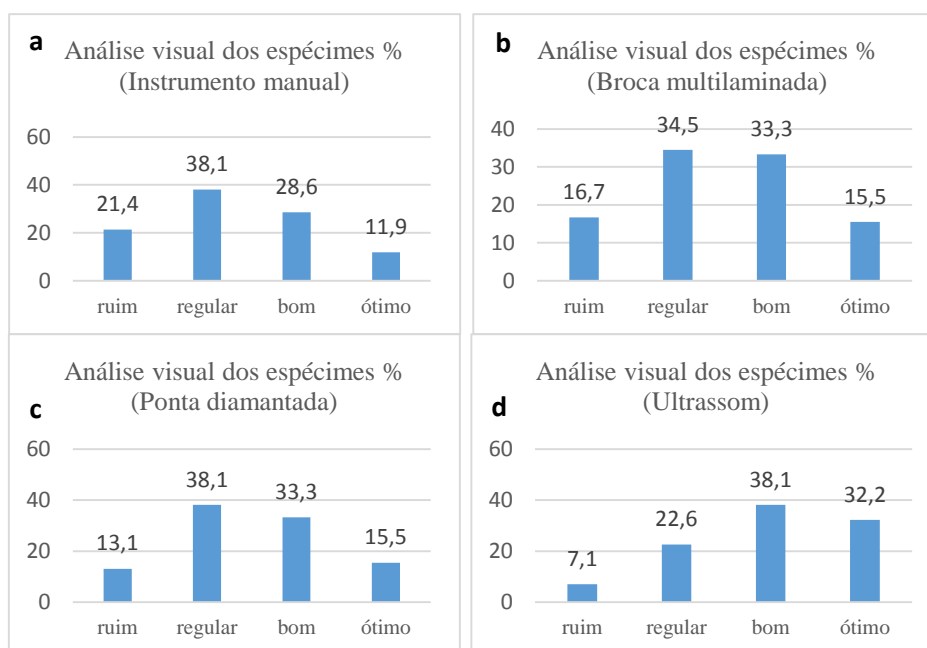 a
Análise visual dos espécimes %
(Instrumento manual)
60
40
20
0
21,4
38,1
28,6
11,9
ruim regular bom ótimo
b
Análise visual dos espécimes %
(Broca multilaminada)
40
30
20
10
0
16,7
34,5
33,3
15,5
ruim regular bom ótimo
c
Análise visual dos espécimes %
(Ponta diamantada)
60
40
20
0
13,1
38,1
33,3
15,5
ruim regular bom ótimo
d
Análise visual dos espécimes %
(Ultrassom)
60
40
20
0
7,1
22,6
38,1
32,2
ruim regular bom ótimo